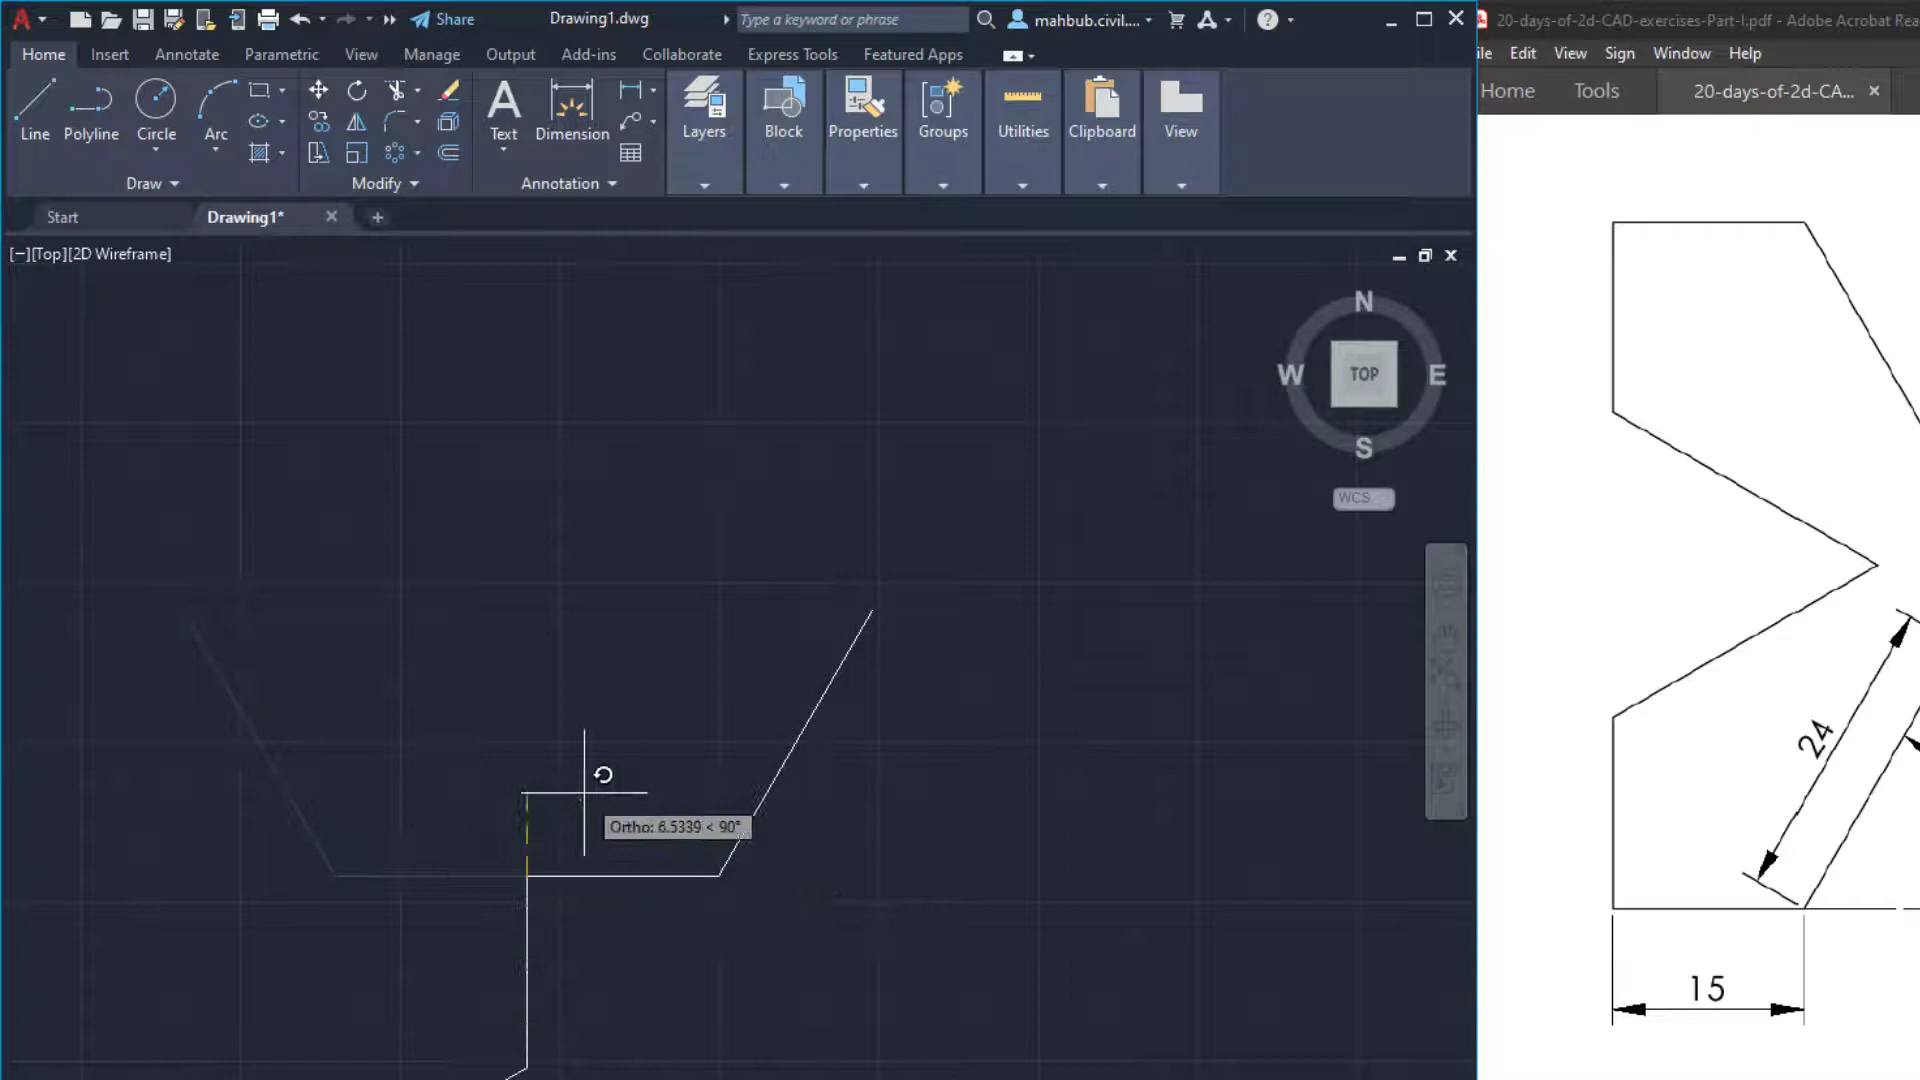 Share
Drawing1.dwg
Type a keyword or phrase
mahbub.civil....
20-days-of-2d-CAD-exercises-Part-I.pdf - Adobe Acrobat Rea
Home
Insert
Annotate
Parametric
View
Manage
Output
Add-ins
Collaborate
Express Tools
Featured Apps
ile
Edit
View
Sign
Window
Help
Home
Tools
20-days-of-2d-CA...
Line
Polyline
Circle
Arc
Text
Dimension
Layers
Block
Properties
Groups
Utilities
Clipboard
View
Draw
Modify
Annotation
Start
Drawing1*
[−][Top][2D Wireframe]
N
W
TOP
E
S
WCS
Ortho: 6.5339 < 90°
24
15